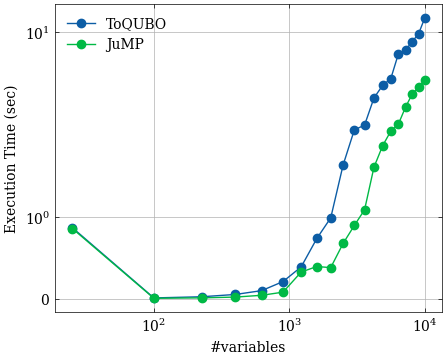 ToQUBO
JuMP
Execution Time (sec)
10¹
10⁰
0
10² 10³ 10⁴
#variables